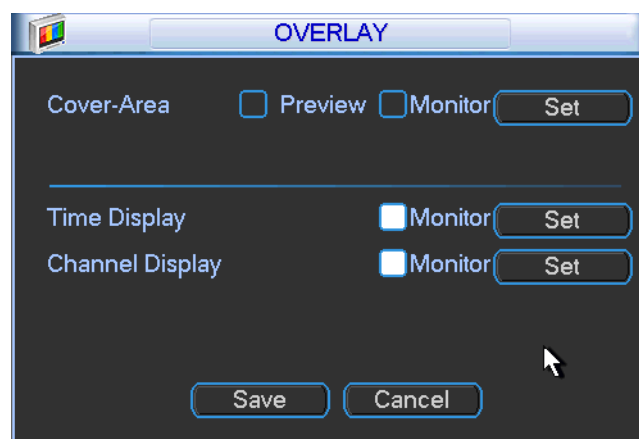 OVERLAY
Cover-Area Preview Monitor Set
Time Display Monitor Set
Channel Display Monitor Set
Save Cancel